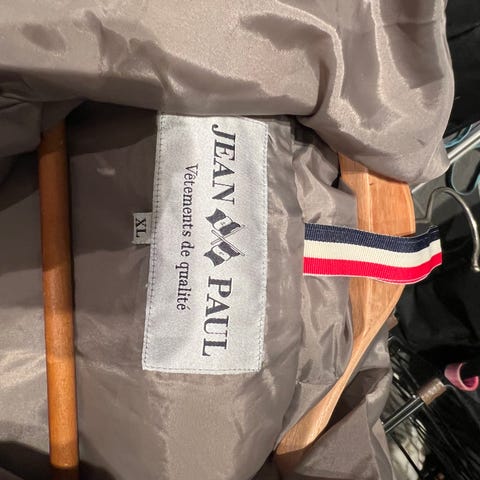 JEAN PAUL
Vêtements de qualité
XL